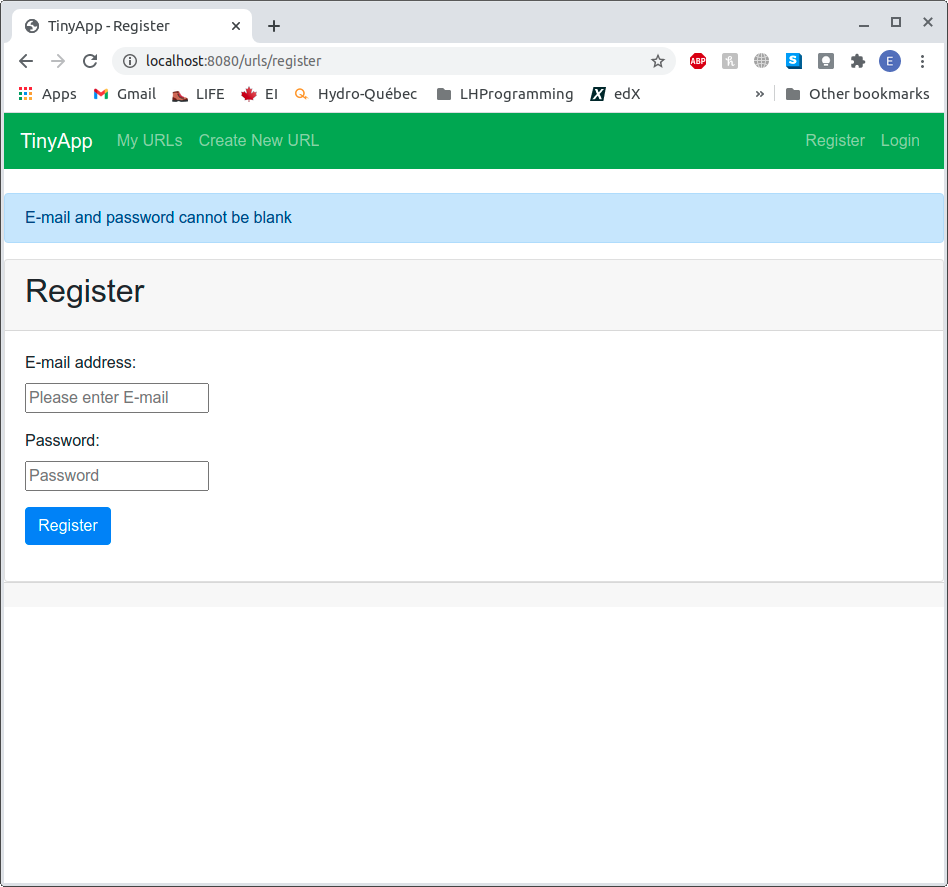 TinyApp - Register
localhost:8080/urls/register
ABP
S
E
Apps Gmail LIFE EI Hydro-Québec LHProgramming X edX » Other bookmarks
TinyApp My URLs Create New URL Register Login
E-mail and password cannot be blank
Register
E-mail address:
Please enter E-mail
Password:
Password
Register